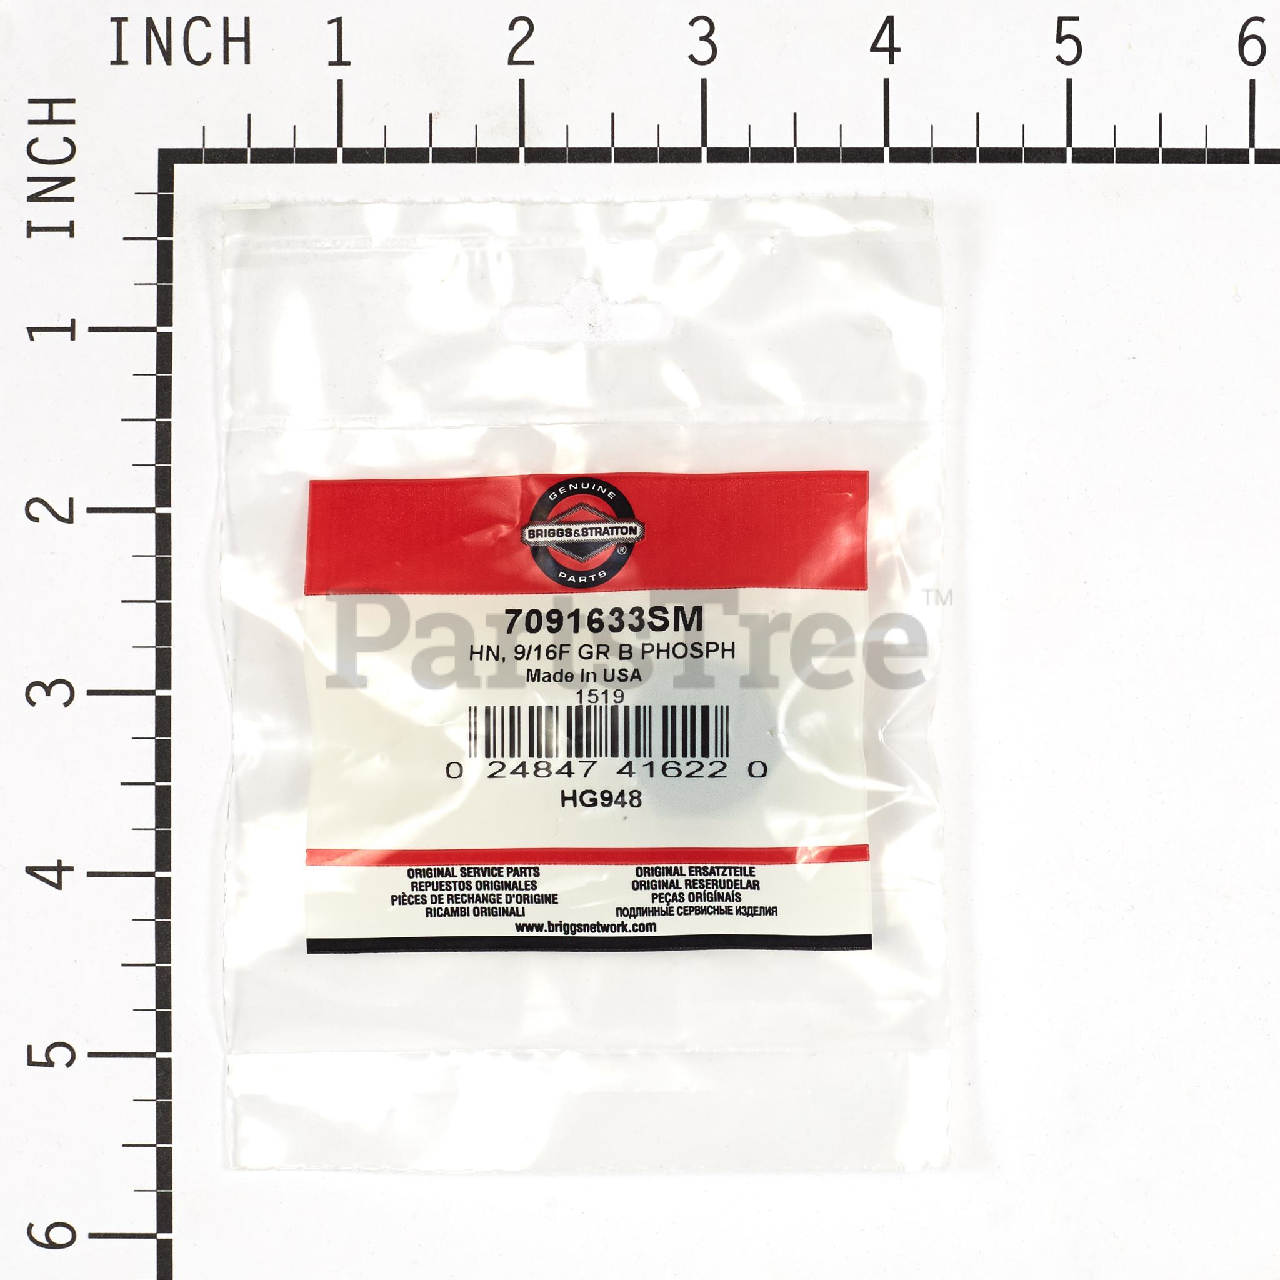 INCH 1 2 3 4 5 6
INCH
1
2
3
4
5
6
GENUINE
BRIGGS&STRATTON
®
PARTS
PartsTree™
7091633SM
HN, 9/16F GR B PHOSPH
Made In USA
1519
0 24847 41622 0
HG948
ORIGINAL SERVICE PARTS
REPUESTOS ORIGINALES
PIÈCES DE RECHANGE D'ORIGINE
RICAMBI ORIGINALI
ORIGINAL ERSATZTEILE
ORIGINAL RESERUDELAR
PEÇAS ORIGINAIS
ПОДЛИННЫЕ СЕРВИСНЫЕ ИЗДЕЛИЯ
www.briggsnetwork.com